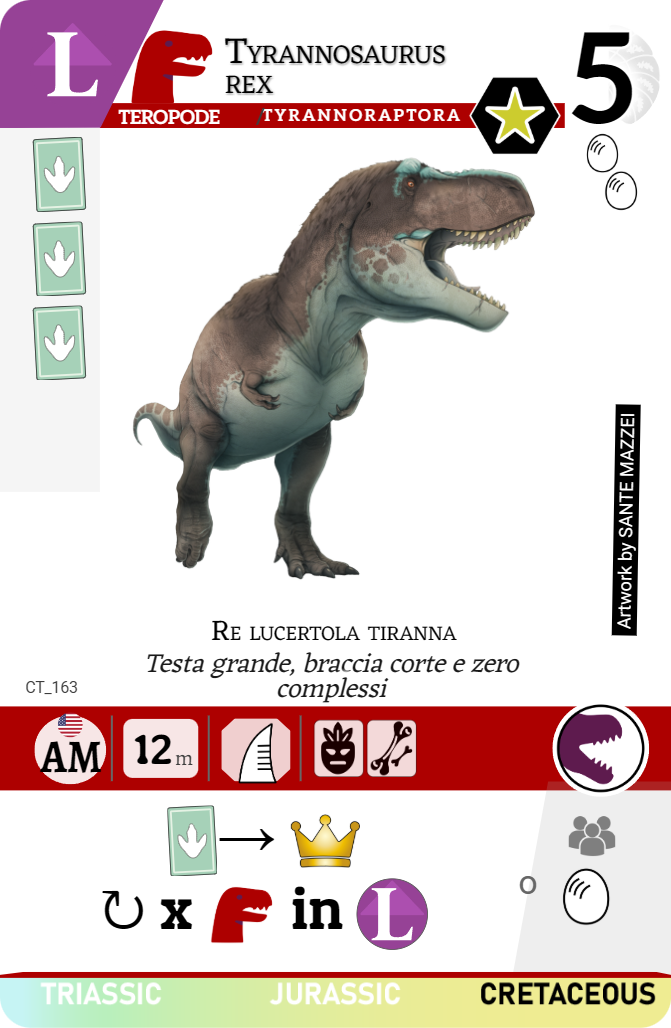 L
TYRANNOSAURUS
REX
5
TEROPODE
TYRANNORAPTORA
Artwork by SANTE MAZZEI
RE LUCERTOLA TIRANNA
Testa grande, braccia corte e zero
complessi
CT_163
AM
12 m
x in L
o
TRIASSIC
JURASSIC
CRETACEOUS